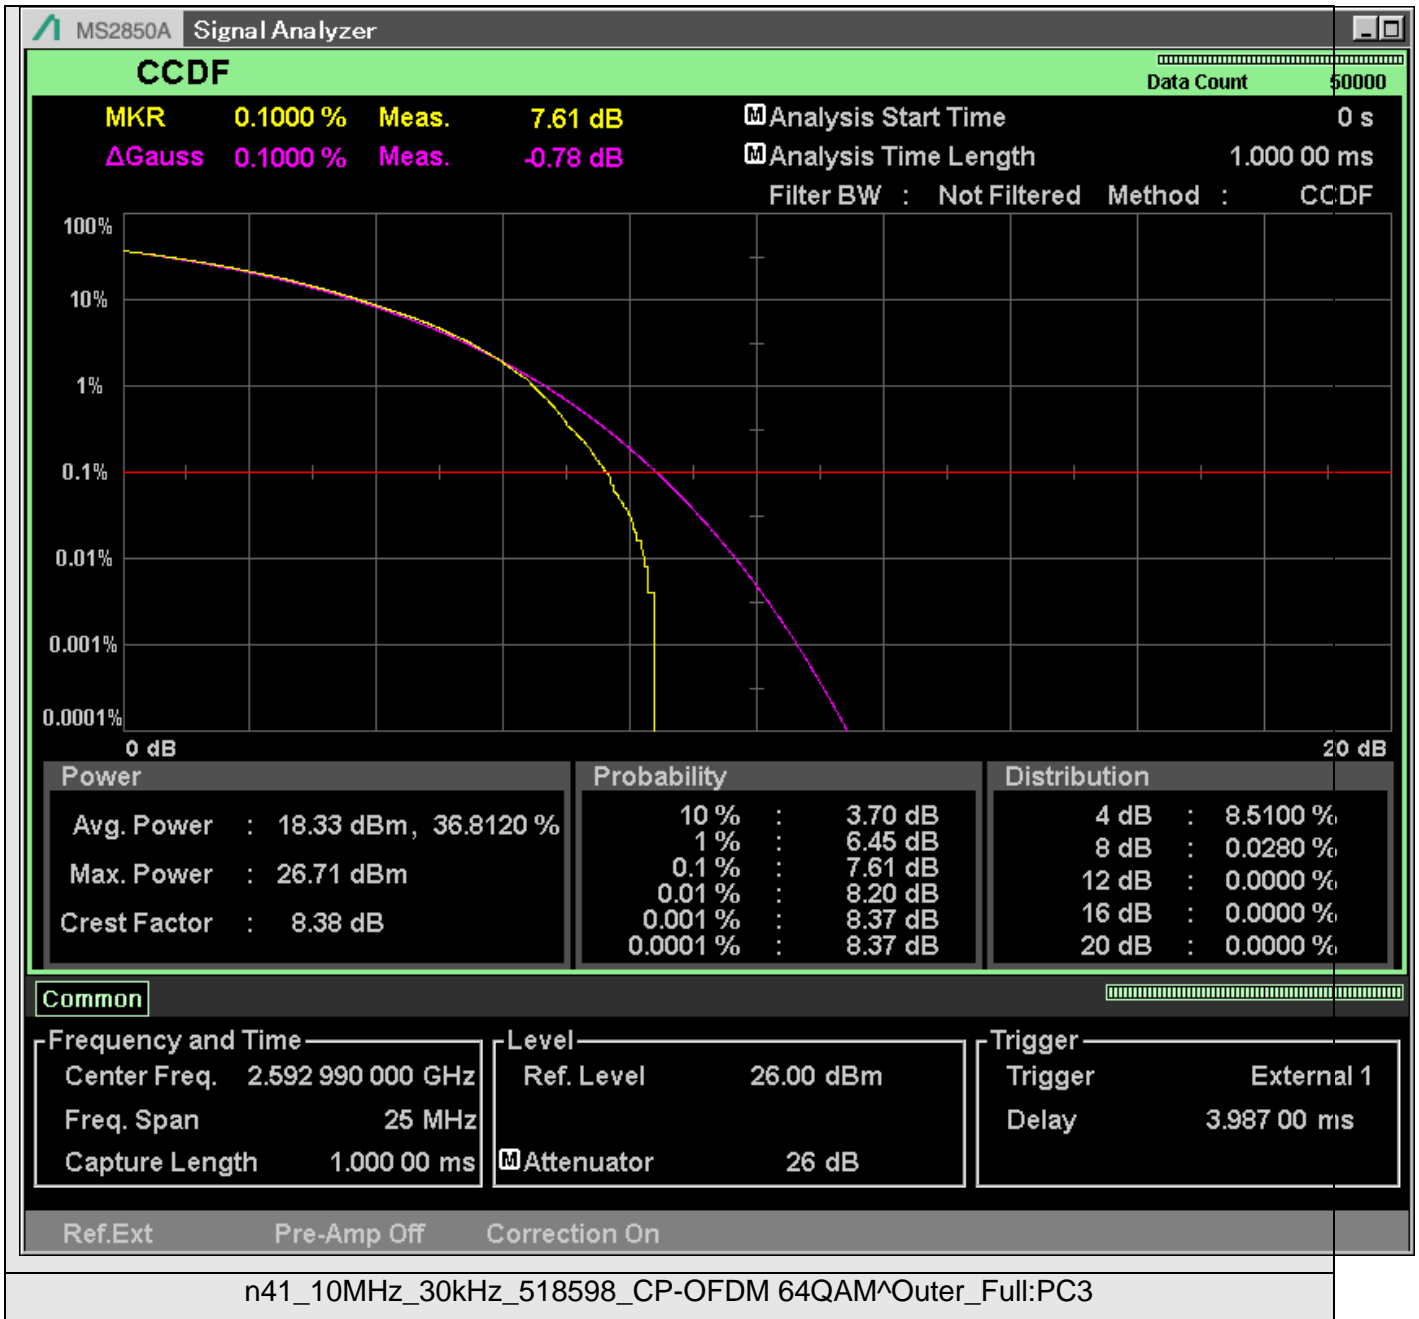 MS2850A Signal Analyzer
CCDF
Data Count 50000
MKR 0.1000 % Meas. 7.61 dB
ΔGauss 0.1000 % Meas. -0.78 dB
M Analysis Start Time 0 s
M Analysis Time Length 1.000 00 ms
Filter BW : Not Filtered Method : CCDF
100%
10%
1%
0.1%
0.01%
0.001%
0.0001%
0 dB 20 dB
Power
Avg. Power : 18.33 dBm, 36.8120 %
Max. Power : 26.71 dBm
Crest Factor : 8.38 dB
Probability
10 % : 3.70 dB
1 % : 6.45 dB
0.1 % : 7.61 dB
0.01 % : 8.20 dB
0.001 % : 8.37 dB
0.0001 % : 8.37 dB
Distribution
4 dB : 8.5100 %
8 dB : 0.0280 %
12 dB : 0.0000 %
16 dB : 0.0000 %
20 dB : 0.0000 %
Common
Frequency and Time
Center Freq. 2.592 990 000 GHz
Freq. Span 25 MHz
Capture Length 1.000 00 ms
Level
Ref. Level 26.00 dBm
M Attenuator 26 dB
Trigger
Trigger External 1
Delay 3.987 00 ms
Ref.Ext Pre-Amp Off Correction On
n41_10MHz_30kHz_518598_CP-OFDM 64QAM^Outer_Full:PC3